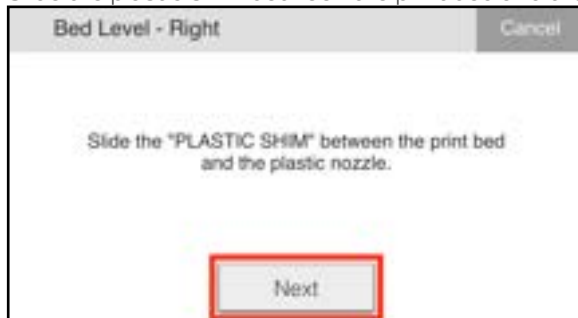 Bed Level - Right
Cancel
Slide the "PLASTIC SHIM" between the print bed
and the plastic nozzle.
Next